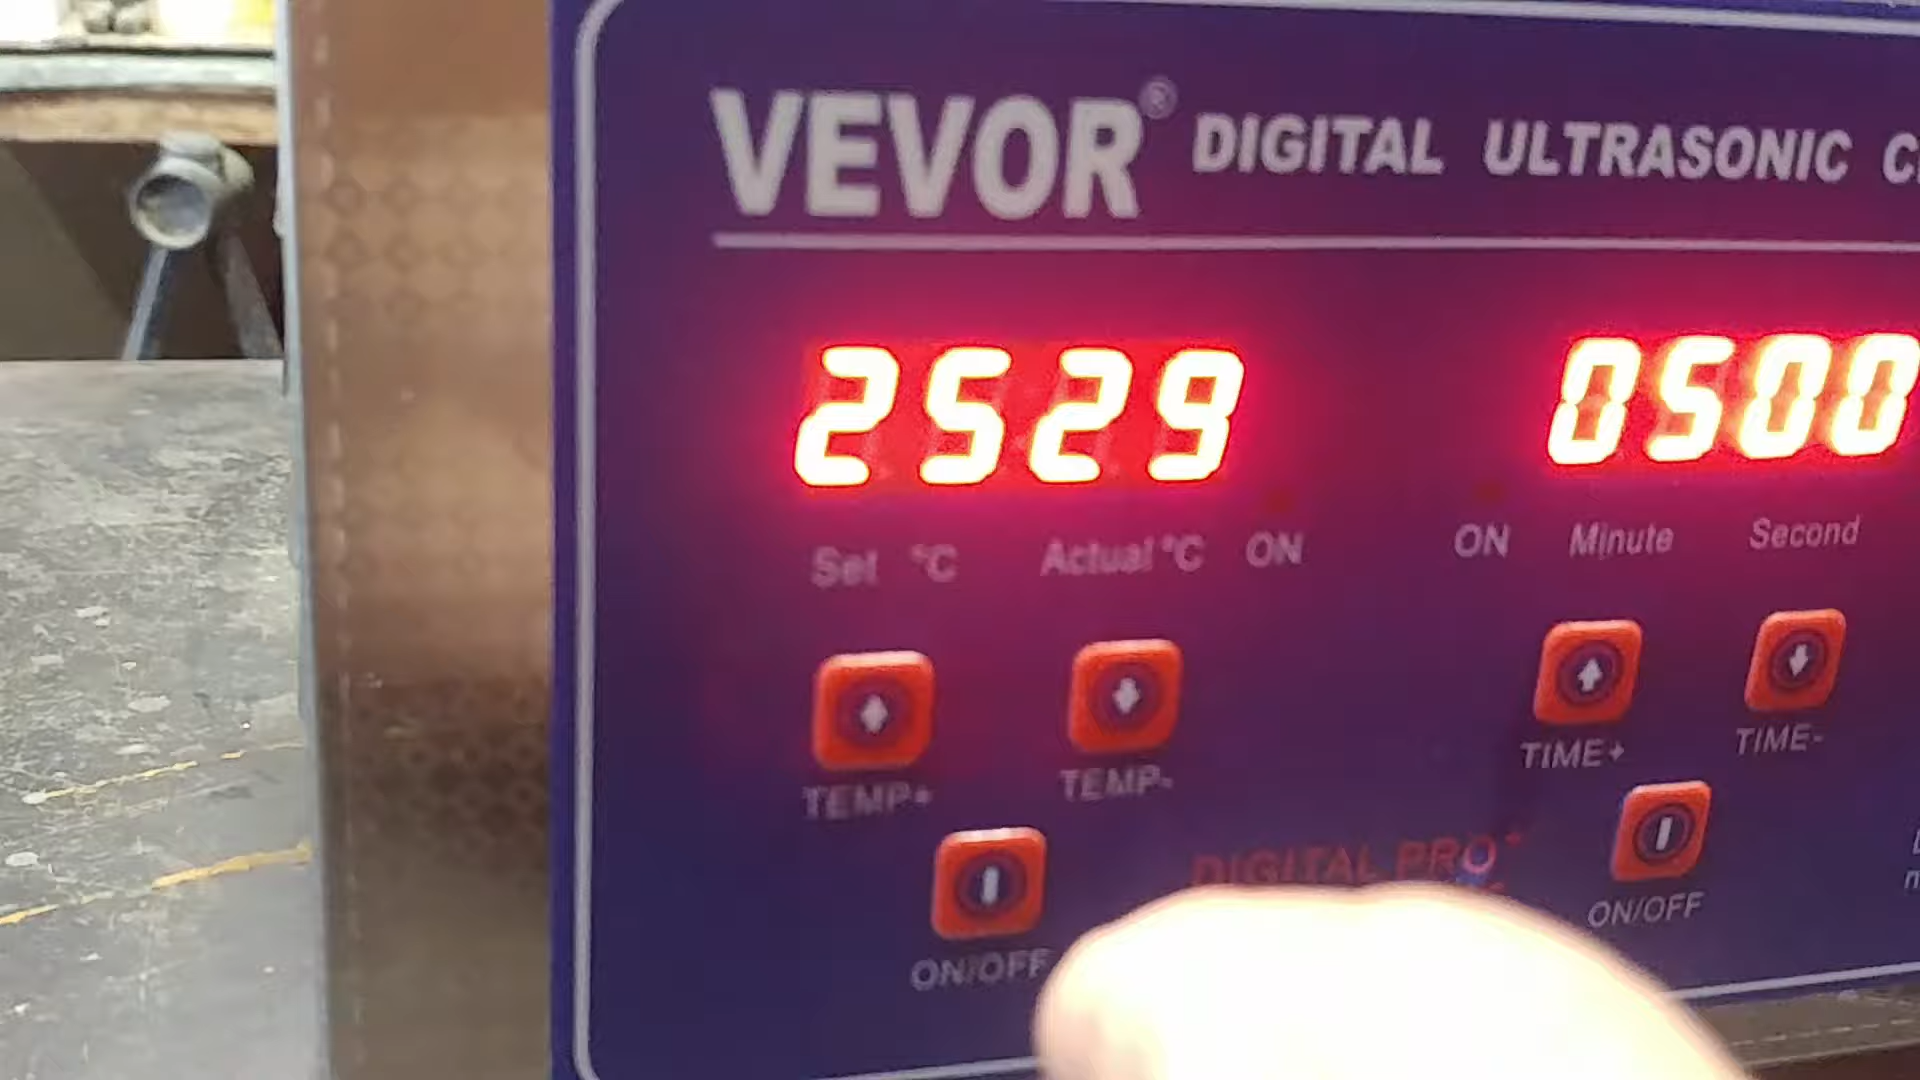 VEVOR® DIGITAL ULTRASONIC
2529 0500
Set °C Actual °C ON ON Minute Second
TEMP+ TEMP- TIME+ TIME-
DIGITAL PRO+
ON/OFF ON/OFF